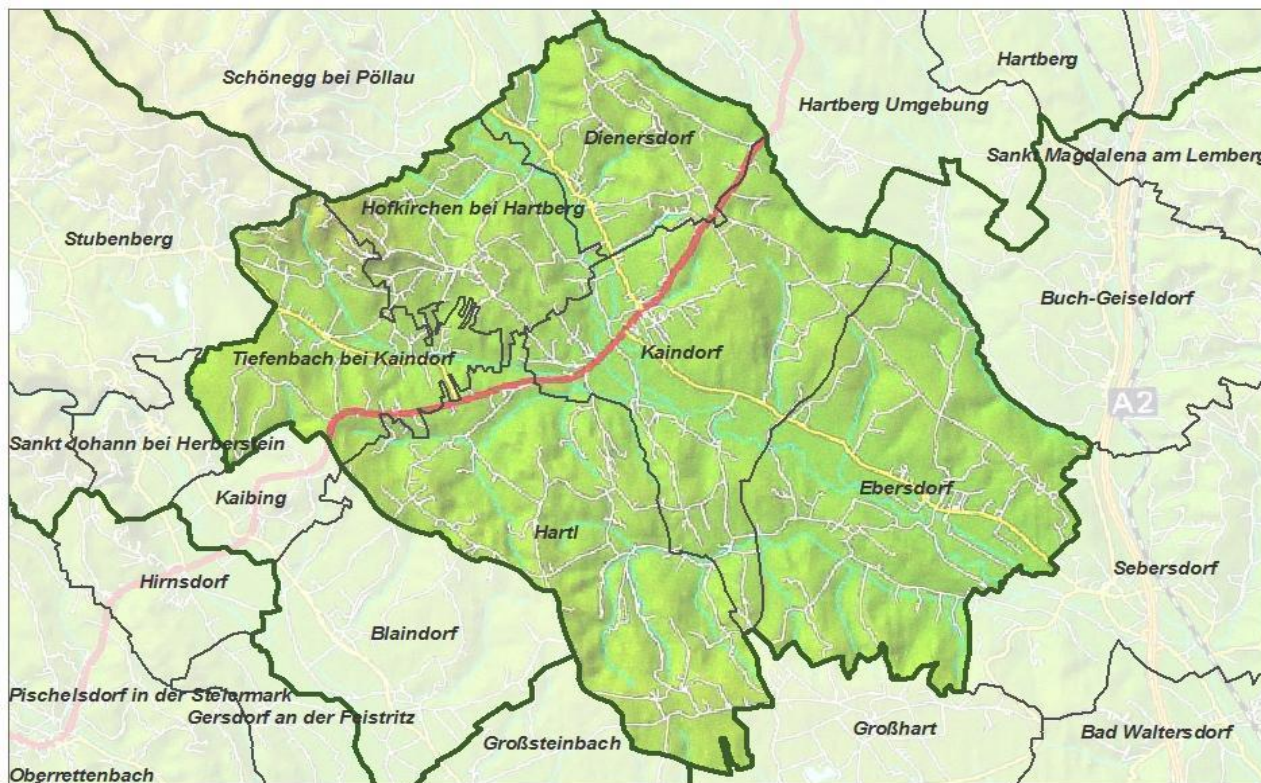 Hartberg
Schönegg bei Pöllau
Hartberg Umgebung
Dienersdorf
Sankt Magdalena am Lemberg
Hofkirchen bei Hartberg
Stubenberg
Buch-Geiseldorf
Kaindorf
Tiefenbach bei Kaindorf
A2
Sankt Johann bei Herberstein
Kaibing
Ebersdorf
Hartl
Sebersdorf
Hirnsdorf
Blaindorf
Pischelsdorf in der Steiermark
Gersdorf an der Feistritz
Großhart
Bad Waltersdorf
Großsteinbach
Oberrettenbach